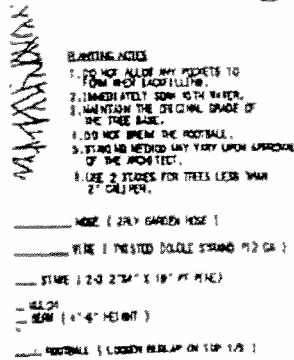 PLANTING NOTES
1. DO NOT ALLOW ANY POCKETS TO
FORM WHEN BACKFILLING.
2. IMMEDIATELY SOAK WITH WATER.
3. MAINTAIN THE ORIGINAL GRADE OF
THE TREE BASE.
4. DO NOT BREAK THE ROOTBALL.
5. STAKING METHOD MAY VARY UPON APPROVAL
OF THE ARCHITECT.
6. USE 2 STAKES FOR TREES LESS THAN
2" CALIPER.
HOSE ( 2PLY GARDEN HOSE )
WIRE ( TWISTED DOUBLE STRAND #12 GA )
STAKE ( 2-3 2"X4" X 18" PT PINE)
MULCH
BERM ( 4"-6" HEIGHT )
ROOTBALL ( LOOSEN BURLAP ON TOP 1/3 )